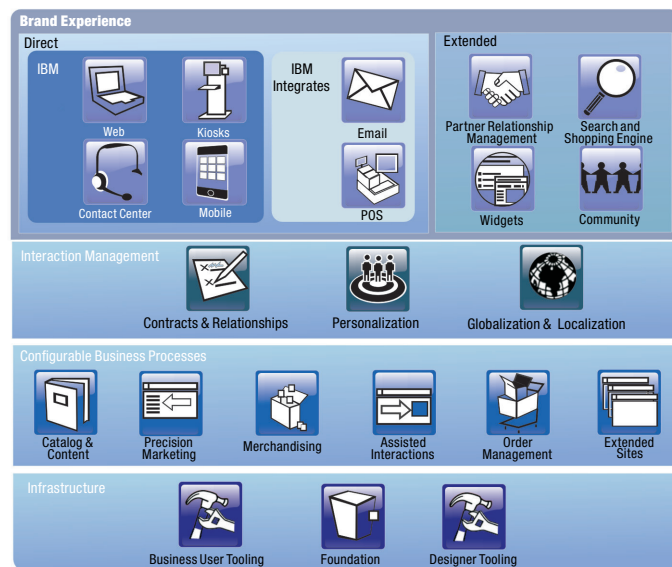 Brand Experience
Direct
IBM
Web
Kiosks
Contact Center
Mobile
IBM
Integrates
Email
POS
Extended
Partner Relationship
Management
Search and
Shopping Engine
Widgets
Community
Interaction Management
Contracts & Relationships
Personalization
Globalization & Localization
Configurable Business Processes
Catalog &
Content
Precision
Marketing
Merchandising
Assisted
Interactions
Order
Management
Extended
Sites
Infrastructure
Business User Tooling
Foundation
Designer Tooling